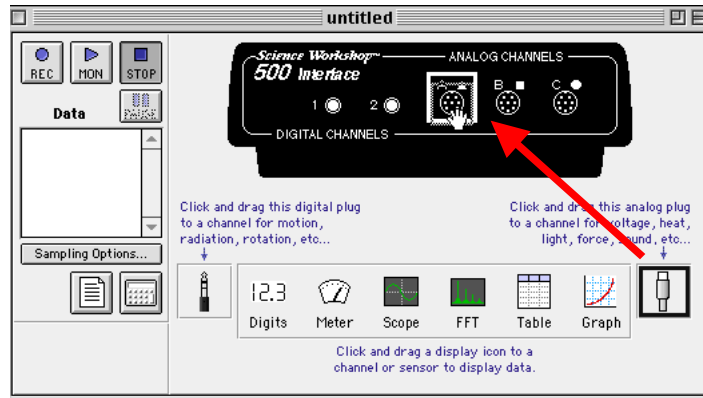 untitled
REC
MON
STOP
Data
Sampling Options...
Science Workshop™
500 Interface
ANALOG CHANNELS
1
2
B
C
DIGITAL CHANNELS
Click and drag this digital plug
to a channel for motion,
radiation, rotation, etc...
Click and drag this analog plug
to a channel for voltage, heat,
light, force, sound, etc...
12.3
Digits
Meter
Scope
FFT
Table
Graph
Click and drag a display icon to a
channel or sensor to display data.